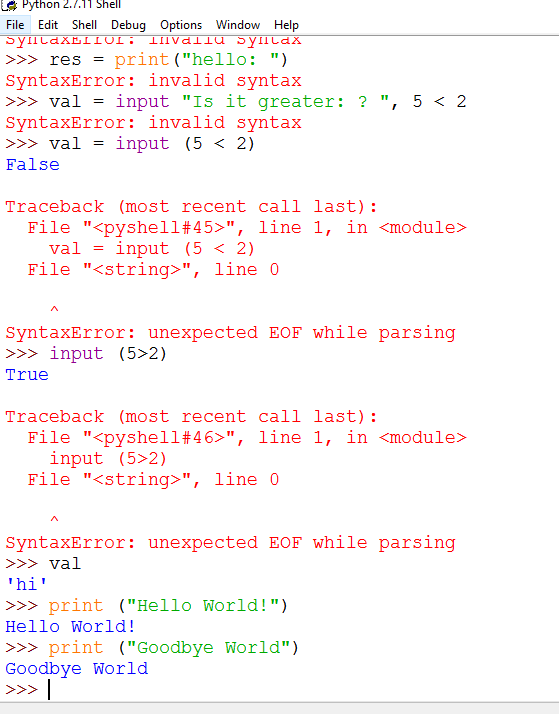 Python 2.7.11 Shell
File Edit Shell Debug Options Window Help
SyntaxError: invalid syntax
>>> res = print("hello: ")
SyntaxError: invalid syntax
>>> val = input "Is it greater: ? ", 5 < 2
SyntaxError: invalid syntax
>>> val = input (5 < 2)
False
Traceback (most recent call last):
  File "<pyshell#45>", line 1, in <module>
    val = input (5 < 2)
  File "<string>", line 0
    ^
SyntaxError: unexpected EOF while parsing
>>> input (5>2)
True
Traceback (most recent call last):
  File "<pyshell#46>", line 1, in <module>
    input (5>2)
  File "<string>", line 0
    ^
SyntaxError: unexpected EOF while parsing
>>> val
'hi'
>>> print ("Hello World!")
Hello World!
>>> print ("Goodbye World")
Goodbye World
>>>